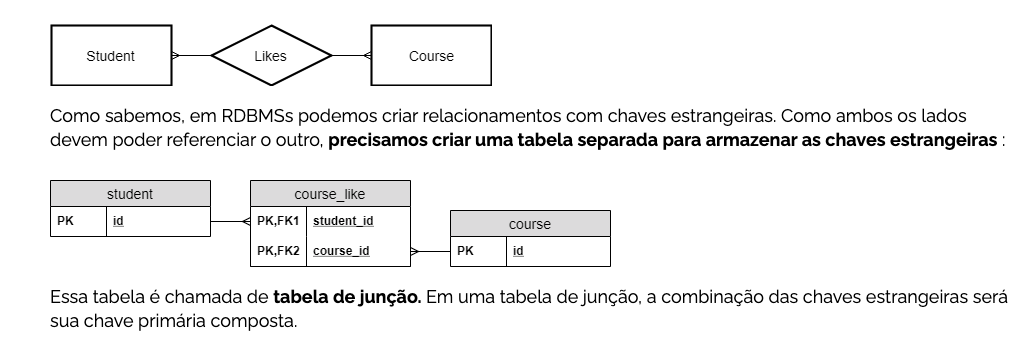 Student
Likes
Course
Como sabemos, em RDBMSs podemos criar relacionamentos com chaves estrangeiras. Como ambos os lados
devem poder referenciar o outro, precisamos criar uma tabela separada para armazenar as chaves estrangeiras :
student
PK id
course_like
PK,FK1 student_id
PK,FK2 course_id
course
PK id
Essa tabela é chamada de tabela de junção. Em uma tabela de junção, a combinação das chaves estrangeiras será
sua chave primária composta.